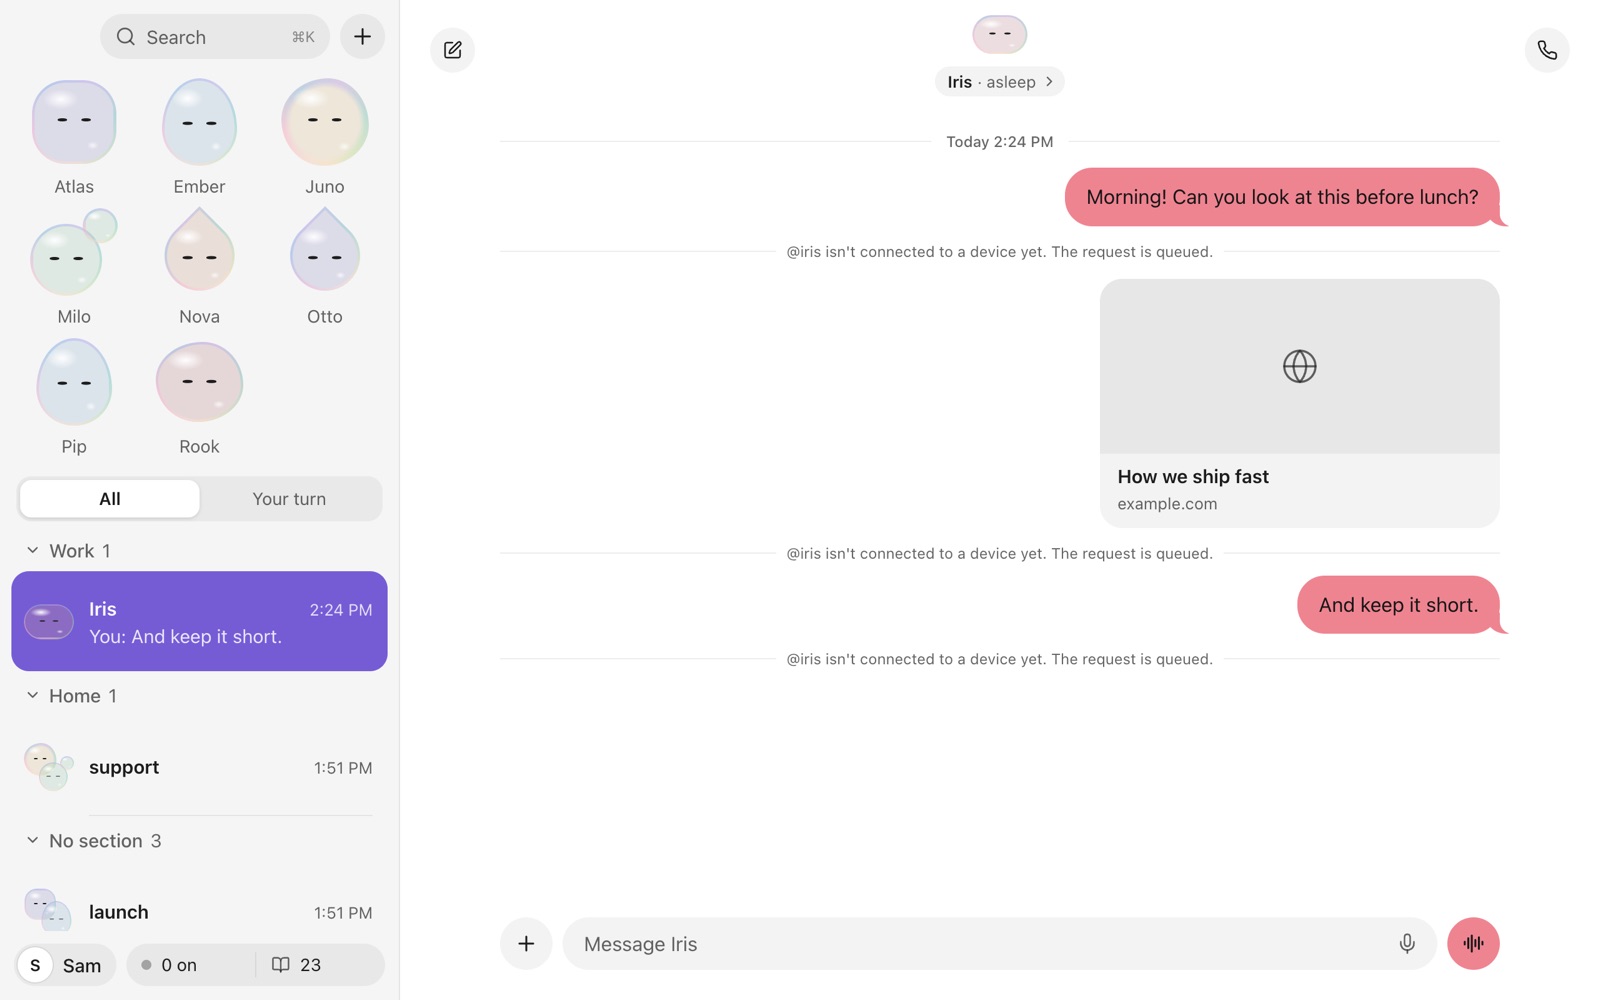 Search
⌘K
Atlas
Ember
Juno
Milo
Nova
Otto
Pip
Rook
All
Your turn
Work 1
Iris
2:24 PM
You: And keep it short.
Home 1
support
1:51 PM
No section 3
launch
1:51 PM
S
Sam
0 on
23
Iris · asleep
Today 2:24 PM
Morning! Can you look at this before lunch?
@iris isn't connected to a device yet. The request is queued.
How we ship fast
example.com
@iris isn't connected to a device yet. The request is queued.
And keep it short.
@iris isn't connected to a device yet. The request is queued.
Message Iris